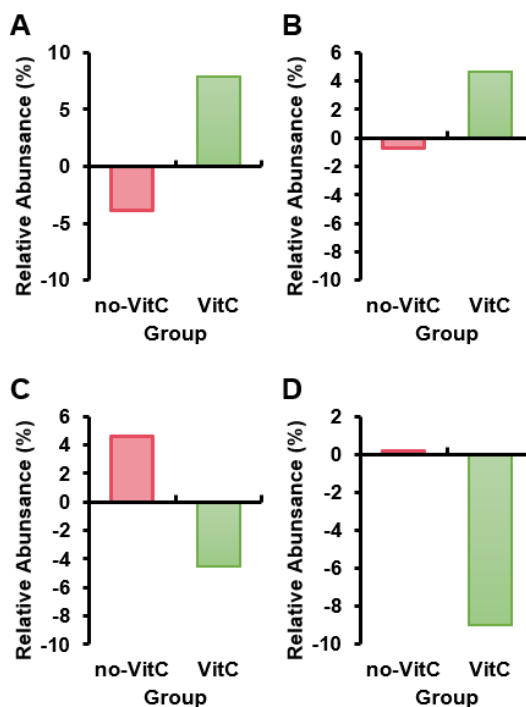 A
Relative Abunsance (%)
10
5
0
-5
-10
no-VitC VitC
Group
B
Relative Abunsance (%)
6
4
2
0
-2
-4
-6
-8
-10
no-VitC VitC
Group
C
Relative Abunsance (%)
6
4
2
0
-2
-4
-6
-8
-10
no-VitC VitC
Group
D
Relative Abunsance (%)
2
0
-2
-4
-6
-8
-10
no-VitC VitC
Group